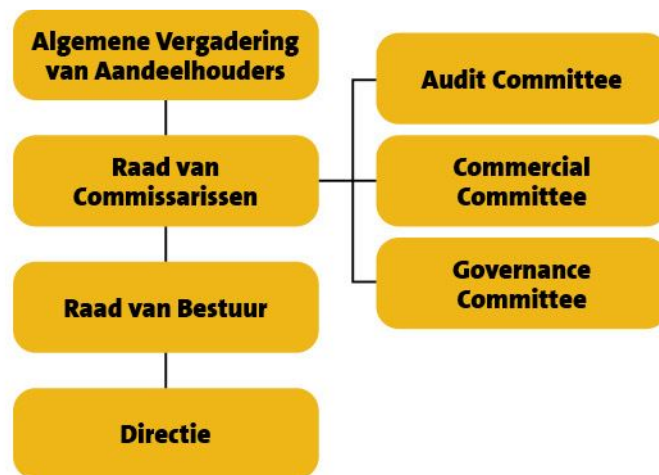 Algemene Vergadering
van Aandeelhouders
Raad van
Commissarissen
Raad van Bestuur
Directie
Audit Committee
Commercial
Committee
Governance
Committee